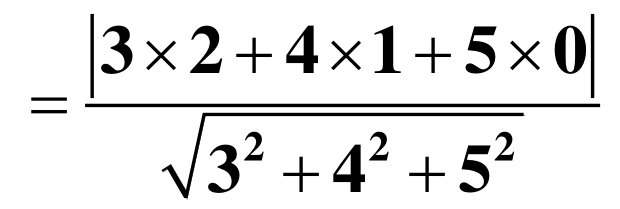 = |3×2+4×1+5×0| / √(3²+4²+5²)